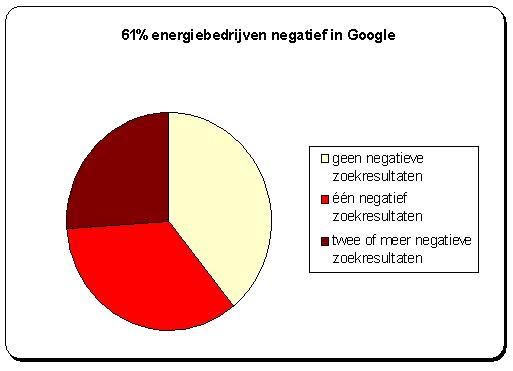 61% energiebedrijven negatief in Google
geen negatieve
zoekresultaten
één negatief
zoekresultaten
twee of meer negatieve
zoekresultaten